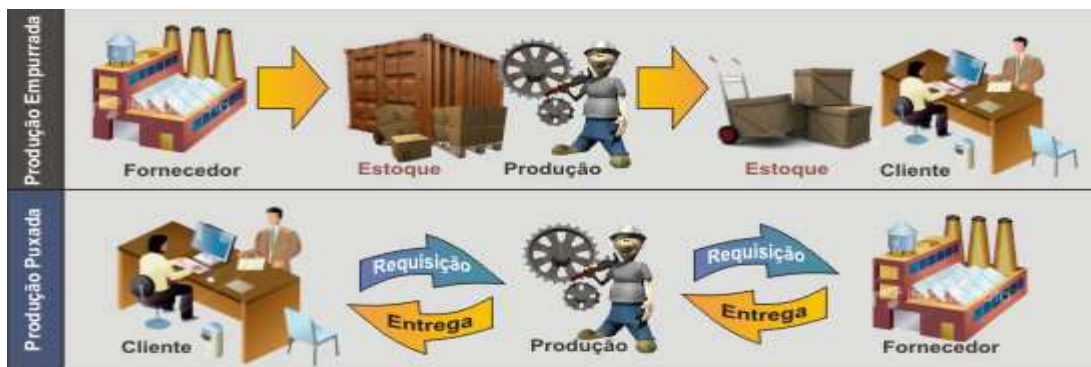 Produção Empurrada
Fornecedor
Estoque
Produção
Estoque
Cliente
Produção Puxada
Cliente
Requisição
Entrega
Produção
Requisição
Entrega
Fornecedor